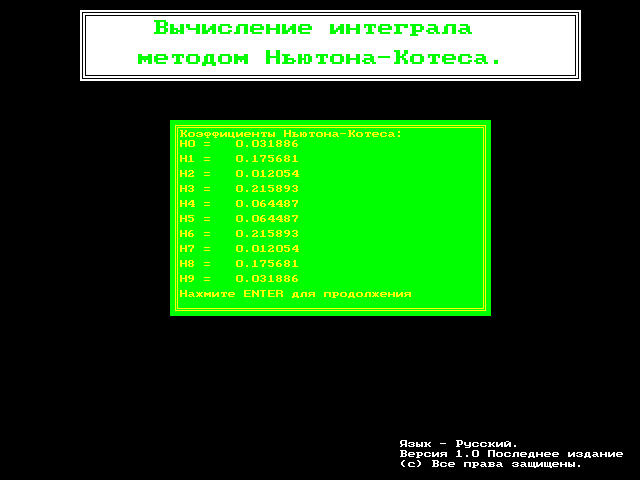 Вычисление интеграла
методом Ньютона-Котеса.
Коэффициенты Ньютона-Котеса:
H0 = 0.031886
H1 = 0.175681
H2 = 0.012054
H3 = 0.215893
H4 = 0.064487
H5 = 0.064487
H6 = 0.215893
H7 = 0.012054
H8 = 0.175681
H9 = 0.031886
Нажмите ENTER для продолжения
Язык - Русский.
Версия 1.0 Последнее издание
(c) Все права защищены.